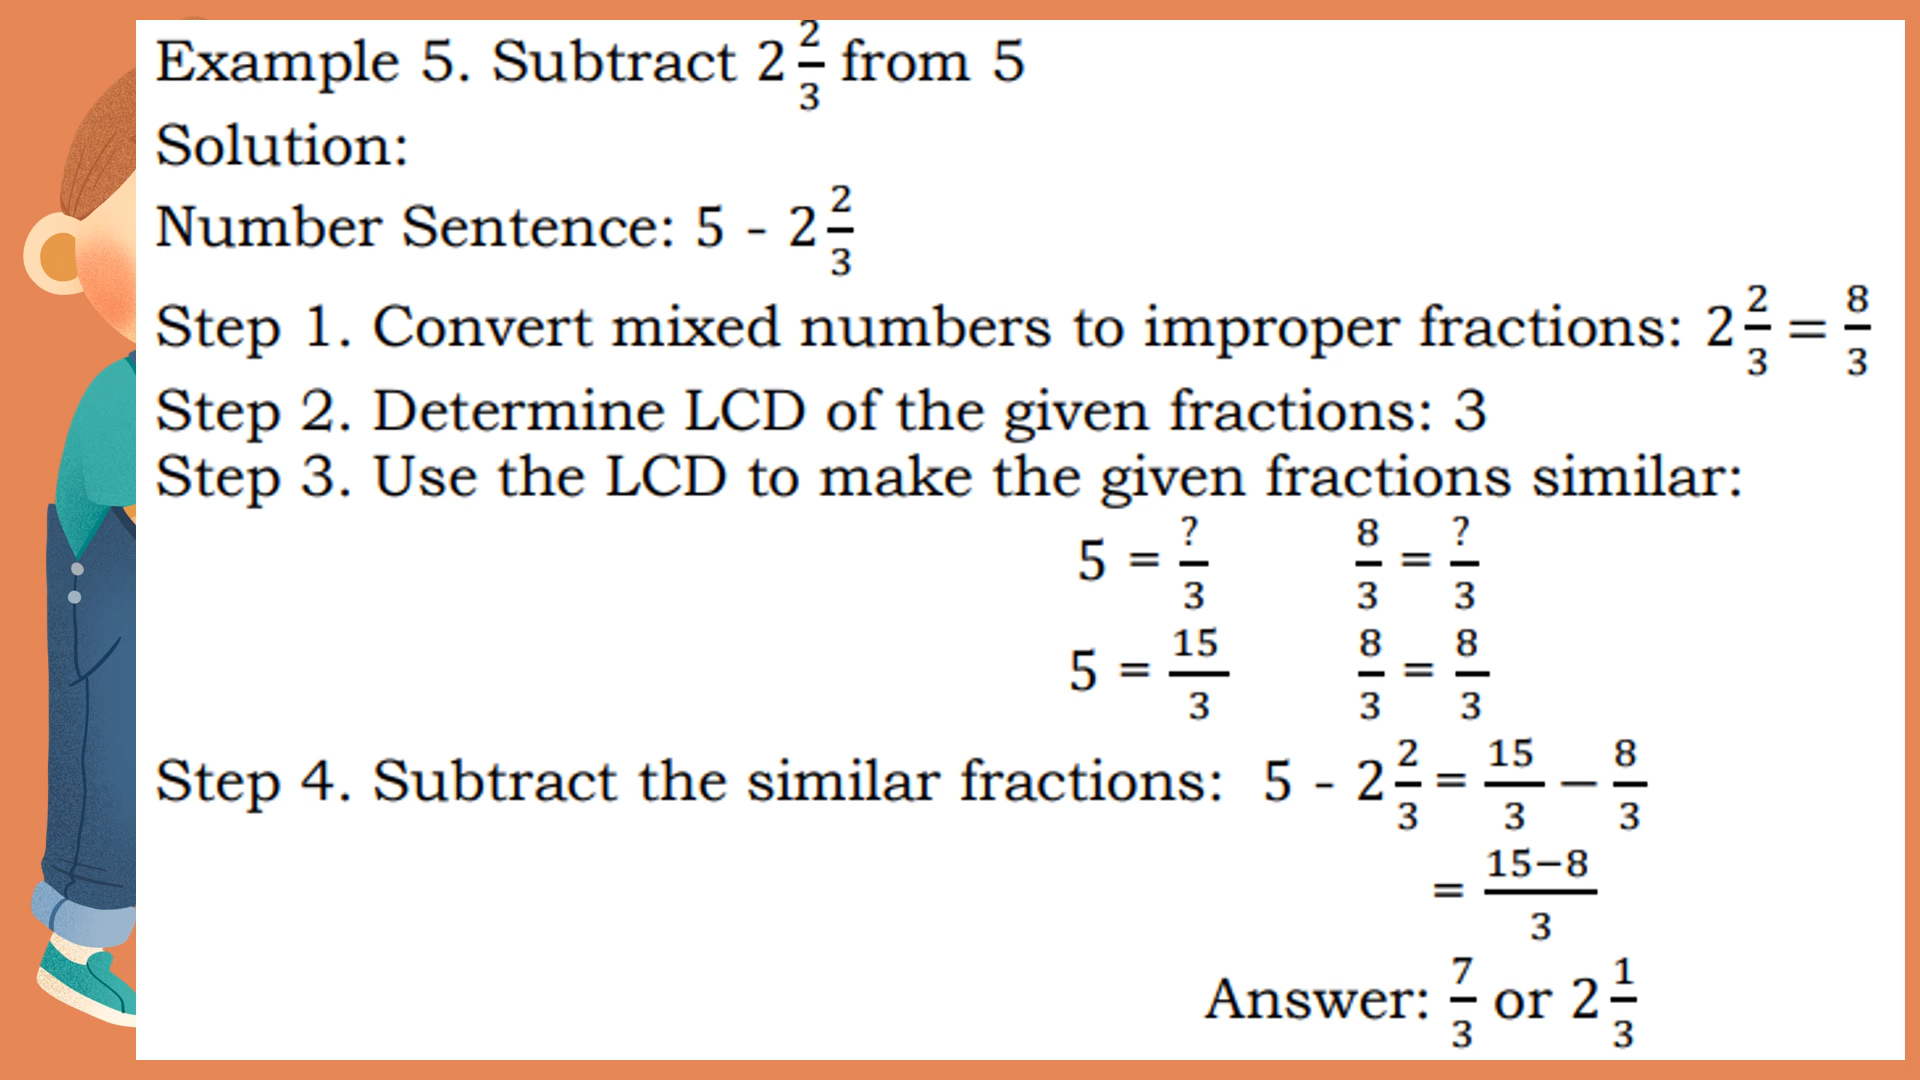 Example 5. Subtract 2 2/3 from 5
Solution:
Number Sentence: 5 - 2 2/3
Step 1. Convert mixed numbers to improper fractions: 2 2/3 = 8/3
Step 2. Determine LCD of the given fractions: 3
Step 3. Use the LCD to make the given fractions similar:
5 = ?/3 8/3 = ?/3
5 = 15/3 8/3 = 8/3
Step 4. Subtract the similar fractions: 5 - 2 2/3 = 15/3 − 8/3
= 15−8/3
Answer: 7/3 or 2 1/3